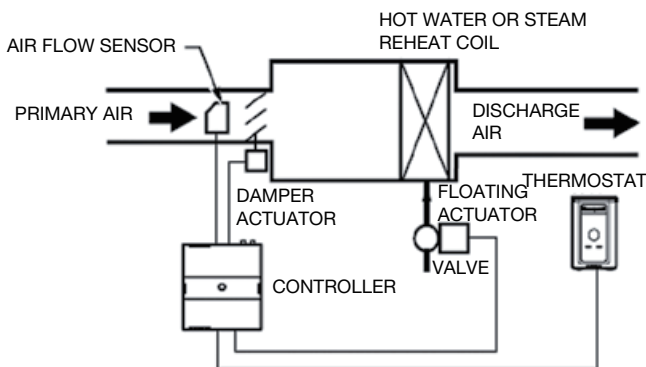 HOT WATER OR STEAM
REHEAT COIL
AIR FLOW SENSOR
PRIMARY AIR
DISCHARGE
AIR
DAMPER
ACTUATOR
FLOATING
ACTUATOR
THERMOSTAT
VALVE
CONTROLLER